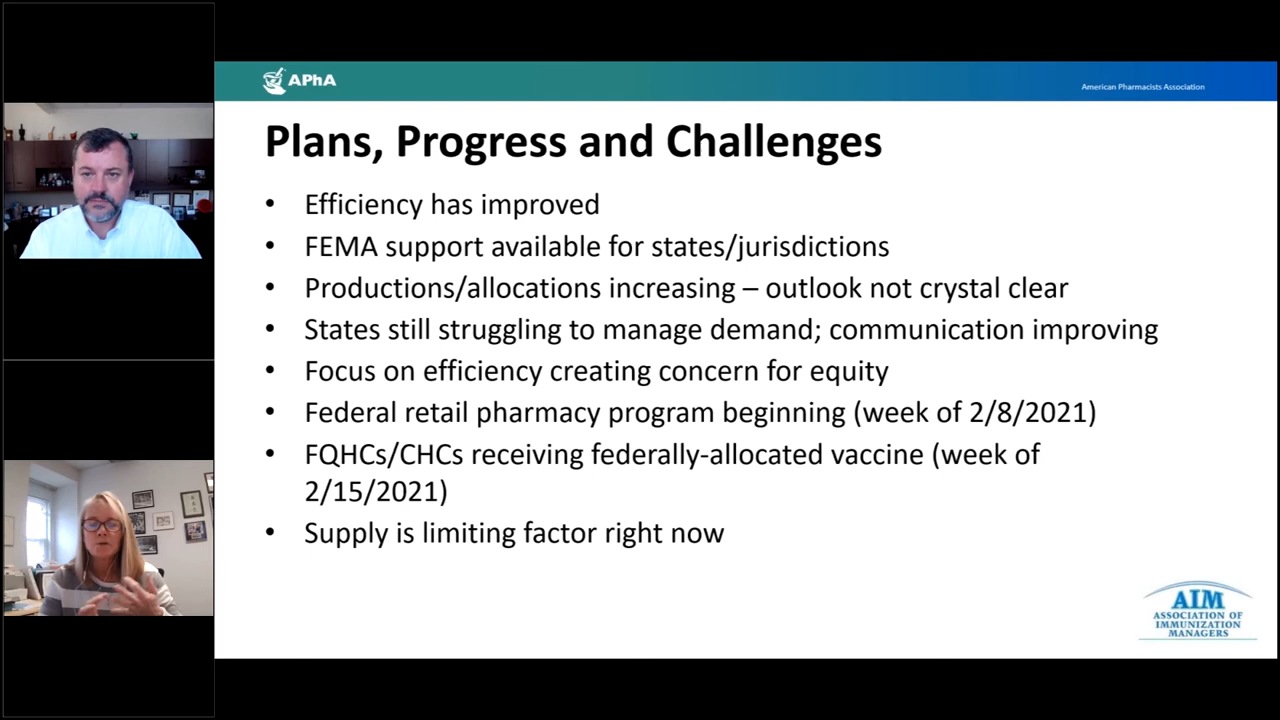 APhA
American Pharmacists Association
Plans, Progress and Challenges
• Efficiency has improved
• FEMA support available for states/jurisdictions
• Productions/allocations increasing – outlook not crystal clear
• States still struggling to manage demand; communication improving
• Focus on efficiency creating concern for equity
• Federal retail pharmacy program beginning (week of 2/8/2021)
• FQHCs/CHCs receiving federally-allocated vaccine (week of
2/15/2021)
• Supply is limiting factor right now
AIM
ASSOCIATION OF
IMMUNIZATION
MANAGERS